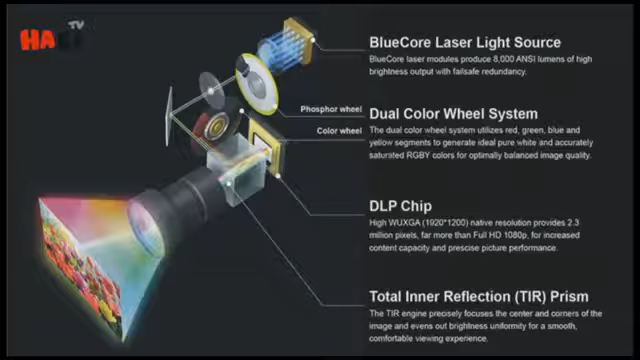 TV
BlueCore Laser Light Source
BlueCore laser modules produce 8,000 ANSI lumens of high
brightness output with failsafe redundancy.
Phosphor wheel
Color wheel
Dual Color Wheel System
The dual color wheel system utilizes red, green, blue and
yellow segments to generate ideal pure white and accurately
saturated RGBY colors for optimally balanced image quality.
DLP Chip
High WUXGA (1920*1200) native resolution provides 2.3
million pixels, far more than Full HD 1080p, for increased
content capacity and prescise picture performance.
Total Inner Reflection (TIR) Prism
The TIR engine precisely focuses the center and corners of the
image and evens out brightness uniformity for a smooth,
comfortable viewing experience.